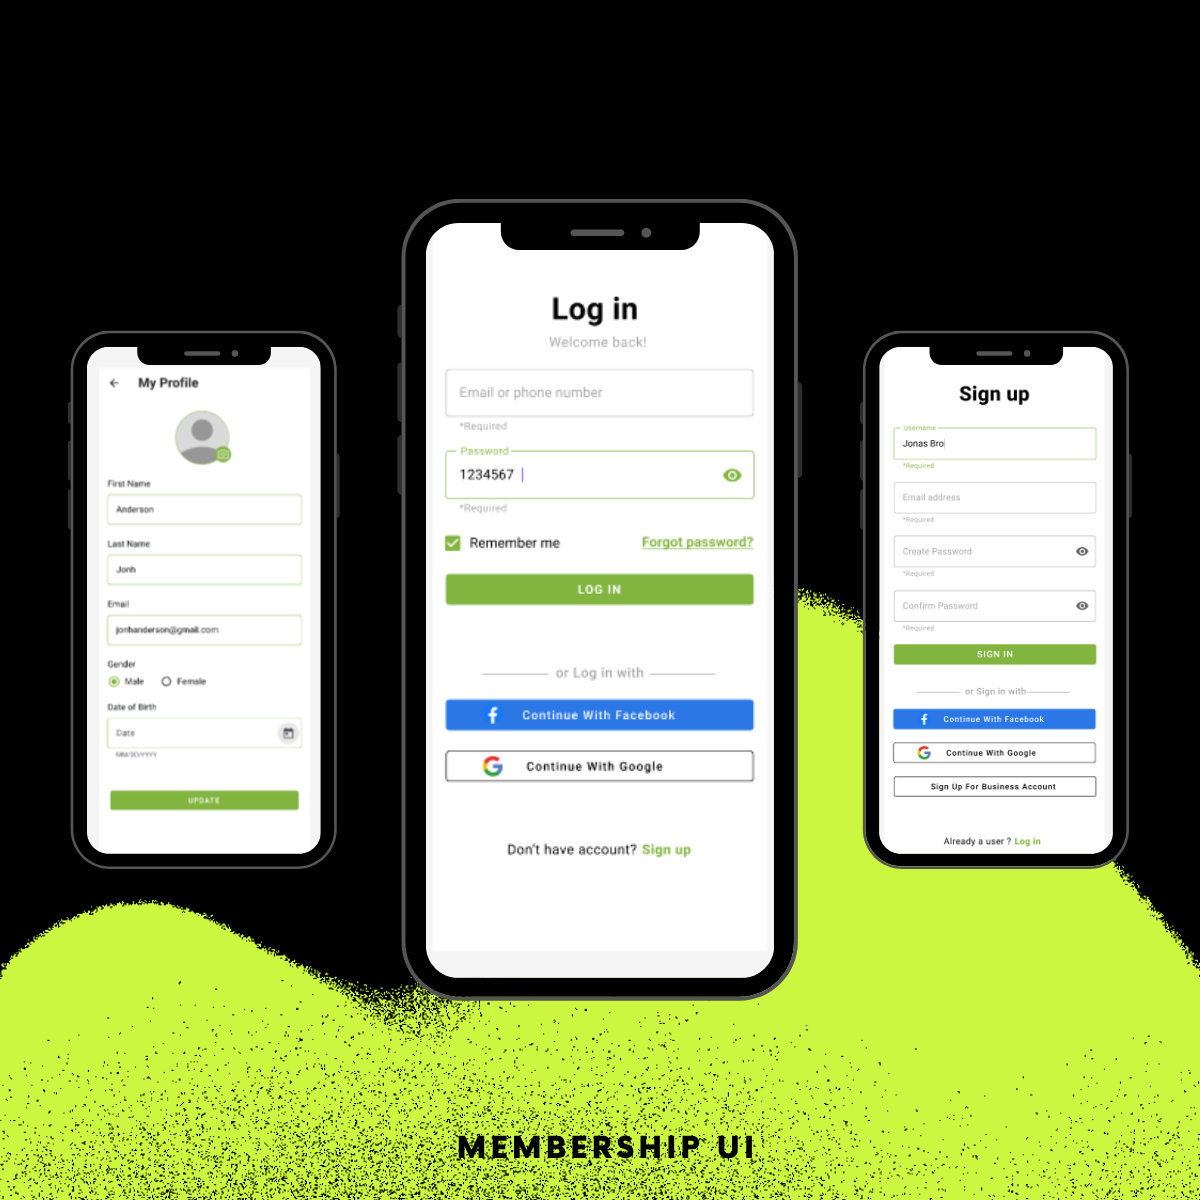 My Profile
First Name
Anderson
Last Name
Jonh
Email
jonhanderson@gmail.com
Gender
Male Female
Date of Birth
Date
MM/DD/YYYY
UPDATE
Log in
Welcome back!
Email or phone number
*Required
Password
1234567
*Required
Remember me Forgot password?
LOG IN
or Log in with
Continue With Facebook
Continue With Google
Don't have account? Sign up
Sign up
Username
Jonas Bro
*Required
Email address
*Required
Create Password
*Required
Confirm Password
*Required
SIGN IN
or Sign in with
Continue With Facebook
Continue With Google
Sign Up For Business Account
Already a user ? Log in
MEMBERSHIP UI